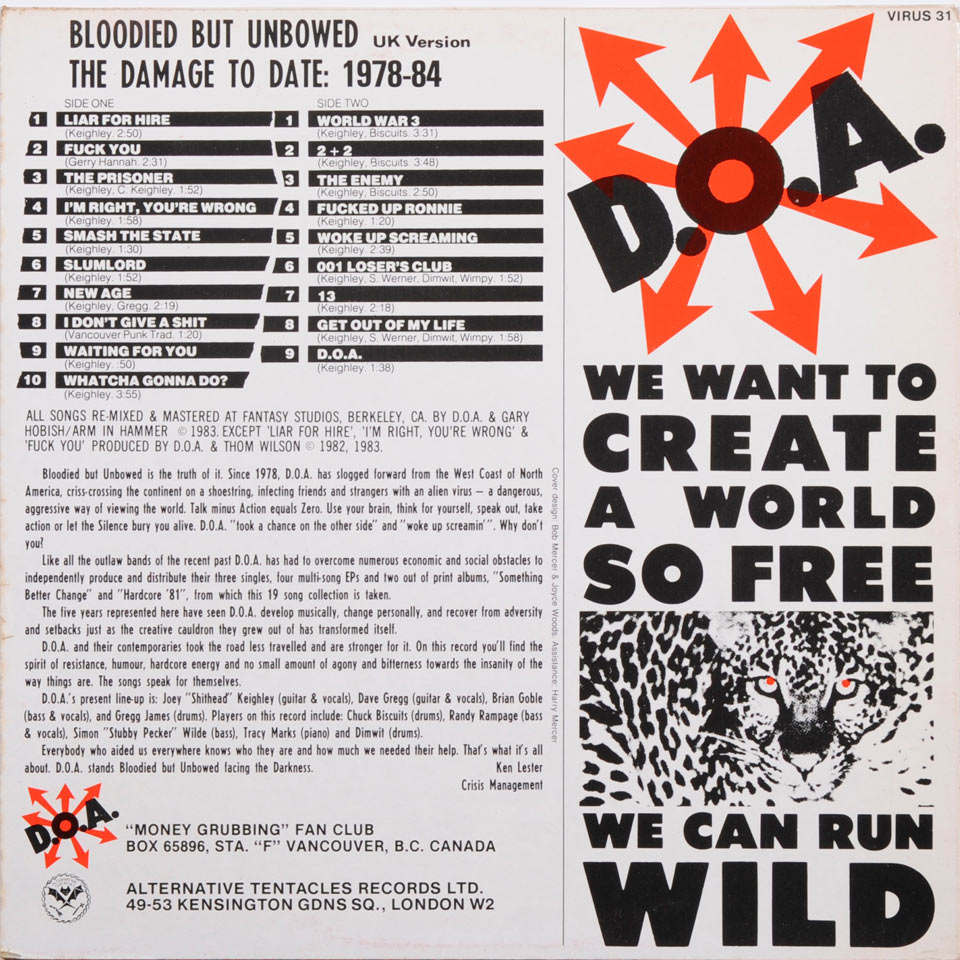 BLOODIED BUT UNBOWED UK Version
THE DAMAGE TO DATE: 1978-84
SIDE ONE
1 LIAR FOR HIRE
(Keighley. 2:50)
2 FUCK YOU
(Gerry Hannah. 2:31)
3 THE PRISONER
(Keighley, C. Keighley. 1:52)
4 I'M RIGHT, YOU'RE WRONG
(Keighley. 1:58)
5 SMASH THE STATE
(Keighley. 1:30)
6 SLUMLORD
(Keighley. 1:52)
7 NEW AGE
(Keighley, Gregg. 2:19)
8 I DON'T GIVE A SHIT
(Vancouver Punk Trad. 1:20)
9 WAITING FOR YOU
(Keighley. :50)
10 WHATCHA GONNA DO?
(Keighley. 3:55)
SIDE TWO
1 WORLD WAR 3
(Keighley, Biscuits. 3:31)
2 2 + 2
(Keighley, Biscuits. 3:48)
3 THE ENEMY
(Keighley, Biscuits. 2:50)
4 FUCKED UP RONNIE
(Keighley. 1:20)
5 WOKE UP SCREAMING
(Keighley. 2:39)
6 001 LOSER'S CLUB
(Keighley, S. Werner, Dimwit, Wimpy. 1:52)
7 13
(Keighley. 2.18)
8 GET OUT OF MY LIFE
(Keighley, S. Werner, Dimwit, Wimpy. 1:58)
9 D.O.A.
(Keighley. 1:38)
ALL SONGS RE-MIXED & MASTERED AT FANTASY STUDIOS, BERKELEY, CA. BY D.O.A. & GARY
HOBISH/ARM IN HAMMER © 1983. EXCEPT 'LIAR FOR HIRE', 'I'M RIGHT, YOU'RE WRONG' &
'FUCK YOU' PRODUCED BY D.O.A. & THOM WILSON © 1982, 1983.
Bloodied but Unbowed is the truth of it. Since 1978, D.O.A. has slogged forward from the West Coast of North
America, criss-crossing the continent on a shoestring, infecting friends and strangers with an alien virus – a dangerous,
aggressive way of viewing the world. Talk minus Action equals Zero. Use your brain, think for yourself, speak out, take
action or let the Silence bury you alive. D.O.A. "took a chance on the other side" and "woke up screamin'". Why don't
you?
Like all the outlaw bands of the recent past D.O.A. has had to overcome numerous economic and social obstacles to
independently produce and distribute their three singles, four multi-song EPs and two out of print albums, "Something
Better Change" and "Hardcore '81", from which this 19 song collection is taken.
The five years represented here have seen D.O.A. develop musically, change personally, and recover from adversity
and setbacks just as the creative cauldron they grew out of has transformed itself.
D.O.A. and their contemporaries took the road less travelled and are stronger for it. On this record you'll find the
spirit of resistance, humour, hardcore energy and no small amount of agony and bitterness towards the insanity of the
way things are. The songs speak for themselves.
D.O.A.'s present line-up is: Joey "Shithead" Keighley (guitar & vocals), Dave Gregg (guitar & vocals), Brian Goble
(bass & vocals), and Gregg James (drums). Players on this record include: Chuck Biscuits (drums), Randy Rampage (bass
& vocals), Simon "Stubby Pecker" Wilde (bass), Tracy Marks (piano) and Dimwit (drums).
Everybody who aided us everywhere knows who they are and how much we needed their help. That's what it's all
about. D.O.A. stands Bloodied but Unbowed facing the Darkness.
Ken Lester
Crisis Management
Cover design: Bob Mercer & Joyce Woods. Assistance: Harry Mercer
D.O.A.
"MONEY GRUBBING" FAN CLUB
BOX 65896, STA. "F" VANCOUVER, B.C. CANADA
ALTERNATIVE TENTACLES RECORDS LTD.
49-53 KENSINGTON GDNS SQ., LONDON W2
VIRUS 31
D.O.A.
WE WANT TO
CREATE
A WORLD
SO FREE
WE CAN RUN
WILD